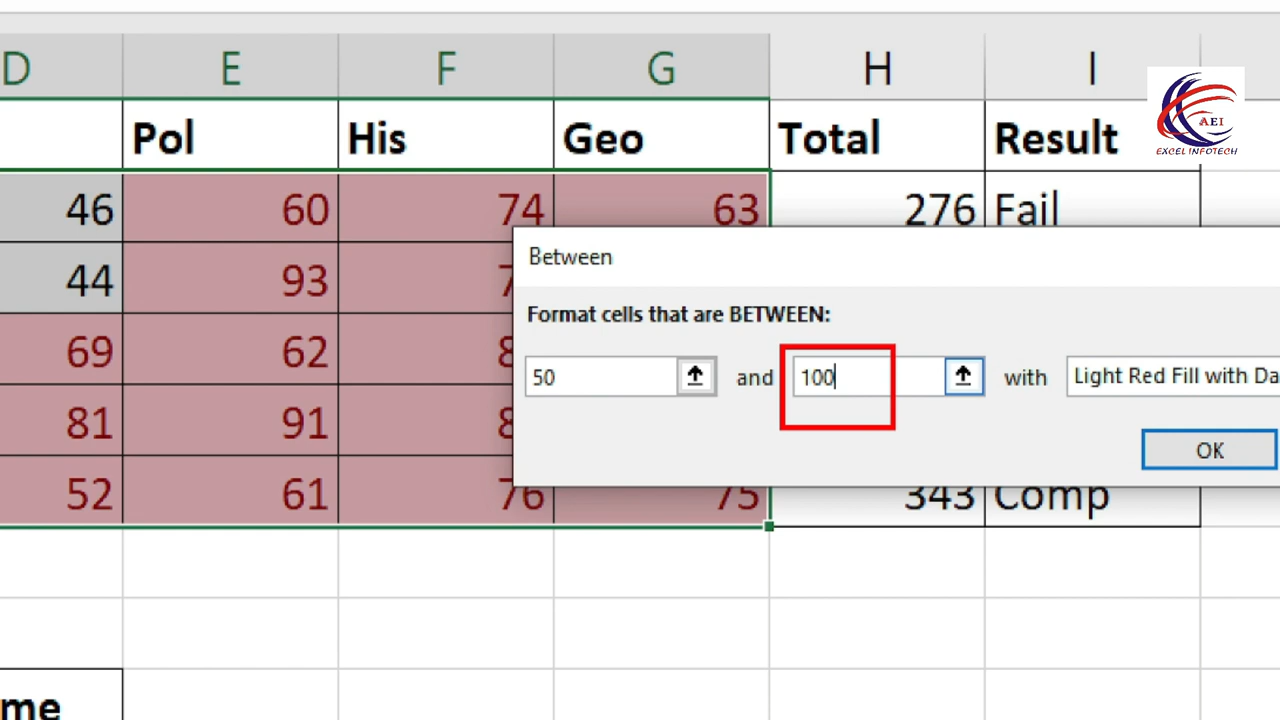 D E F G H I
Pol His Geo Total Result
AEI
EXCEL INFOTECH
46 60 74 63 276 Fail
44 93
Between
Format cells that are BETWEEN:
69 62
50 and 100 with Light Red Fill with Da
81 91
OK
52 61 76 75 343 Comp
me